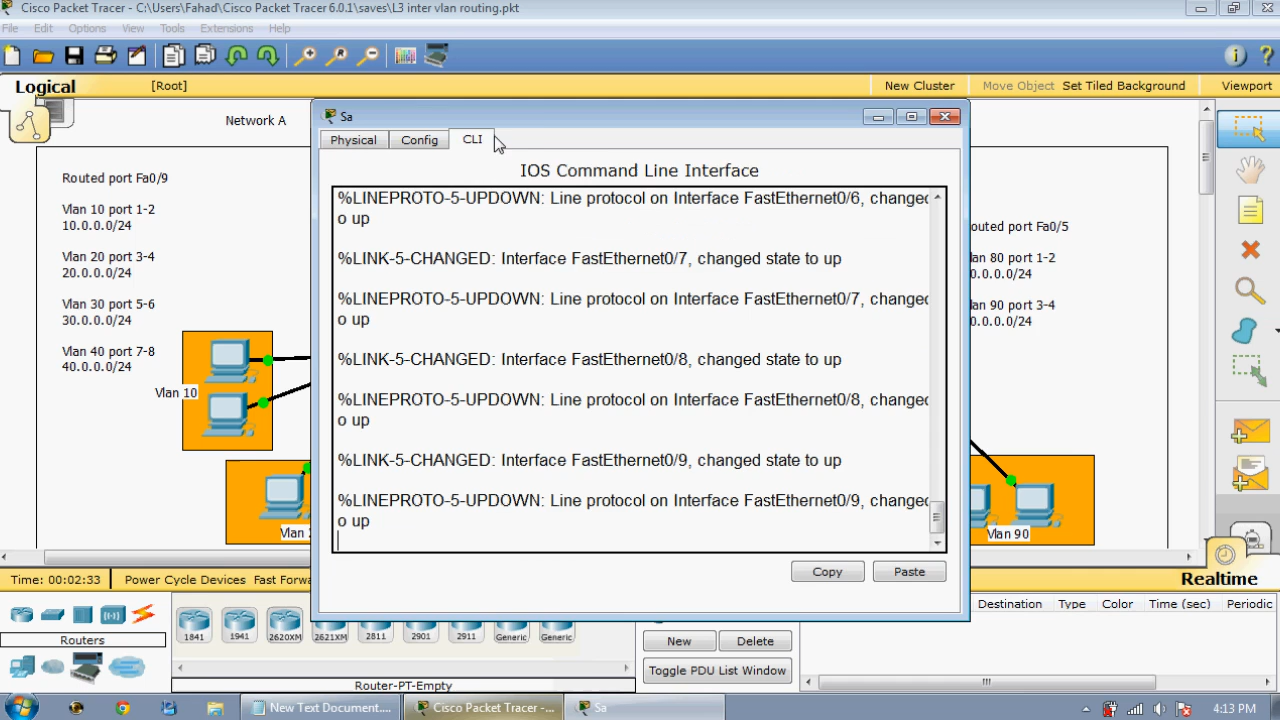 Cisco Packet Tracer - C:\Users\Fahad\Cisco Packet Tracer 6.0.1\saves\L3 inter vlan routing.pkt
File Edit Options View Tools Extensions Help
Logical [Root] New Cluster Move Object Set Tiled Background Viewport
Network A
Routed port Fa0/9
Vlan 10 port 1-2
10.0.0.0/24
Vlan 20 port 3-4
20.0.0.0/24
Vlan 30 port 5-6
30.0.0.0/24
Vlan 40 port 7-8
40.0.0.0/24
Vlan 10
Vlan
Sa
Physical Config CLI
IOS Command Line Interface
%LINEPROTO-5-UPDOWN: Line protocol on Interface FastEthernet0/6, changed
o up
%LINK-5-CHANGED: Interface FastEthernet0/7, changed state to up
%LINEPROTO-5-UPDOWN: Line protocol on Interface FastEthernet0/7, changed
o up
%LINK-5-CHANGED: Interface FastEthernet0/8, changed state to up
%LINEPROTO-5-UPDOWN: Line protocol on Interface FastEthernet0/8, changed
o up
%LINK-5-CHANGED: Interface FastEthernet0/9, changed state to up
%LINEPROTO-5-UPDOWN: Line protocol on Interface FastEthernet0/9, changed
o up
Copy Paste
outed port Fa0/5
lan 80 port 1-2
0.0.0.0/24
lan 90 port 3-4
0.0.0.0/24
Vlan 90
Time: 00:02:33 Power Cycle Devices Fast Forw
Realtime
Routers
1841 1941 2620XM 2621XM 2811 2901 2911 Generic Generic
Router-PT-Empty
New Delete
Toggle PDU List Window
Destination Type Color Time (sec) Periodic
New Text Document.... Cisco Packet Tracer -... Sa
4:13 PM